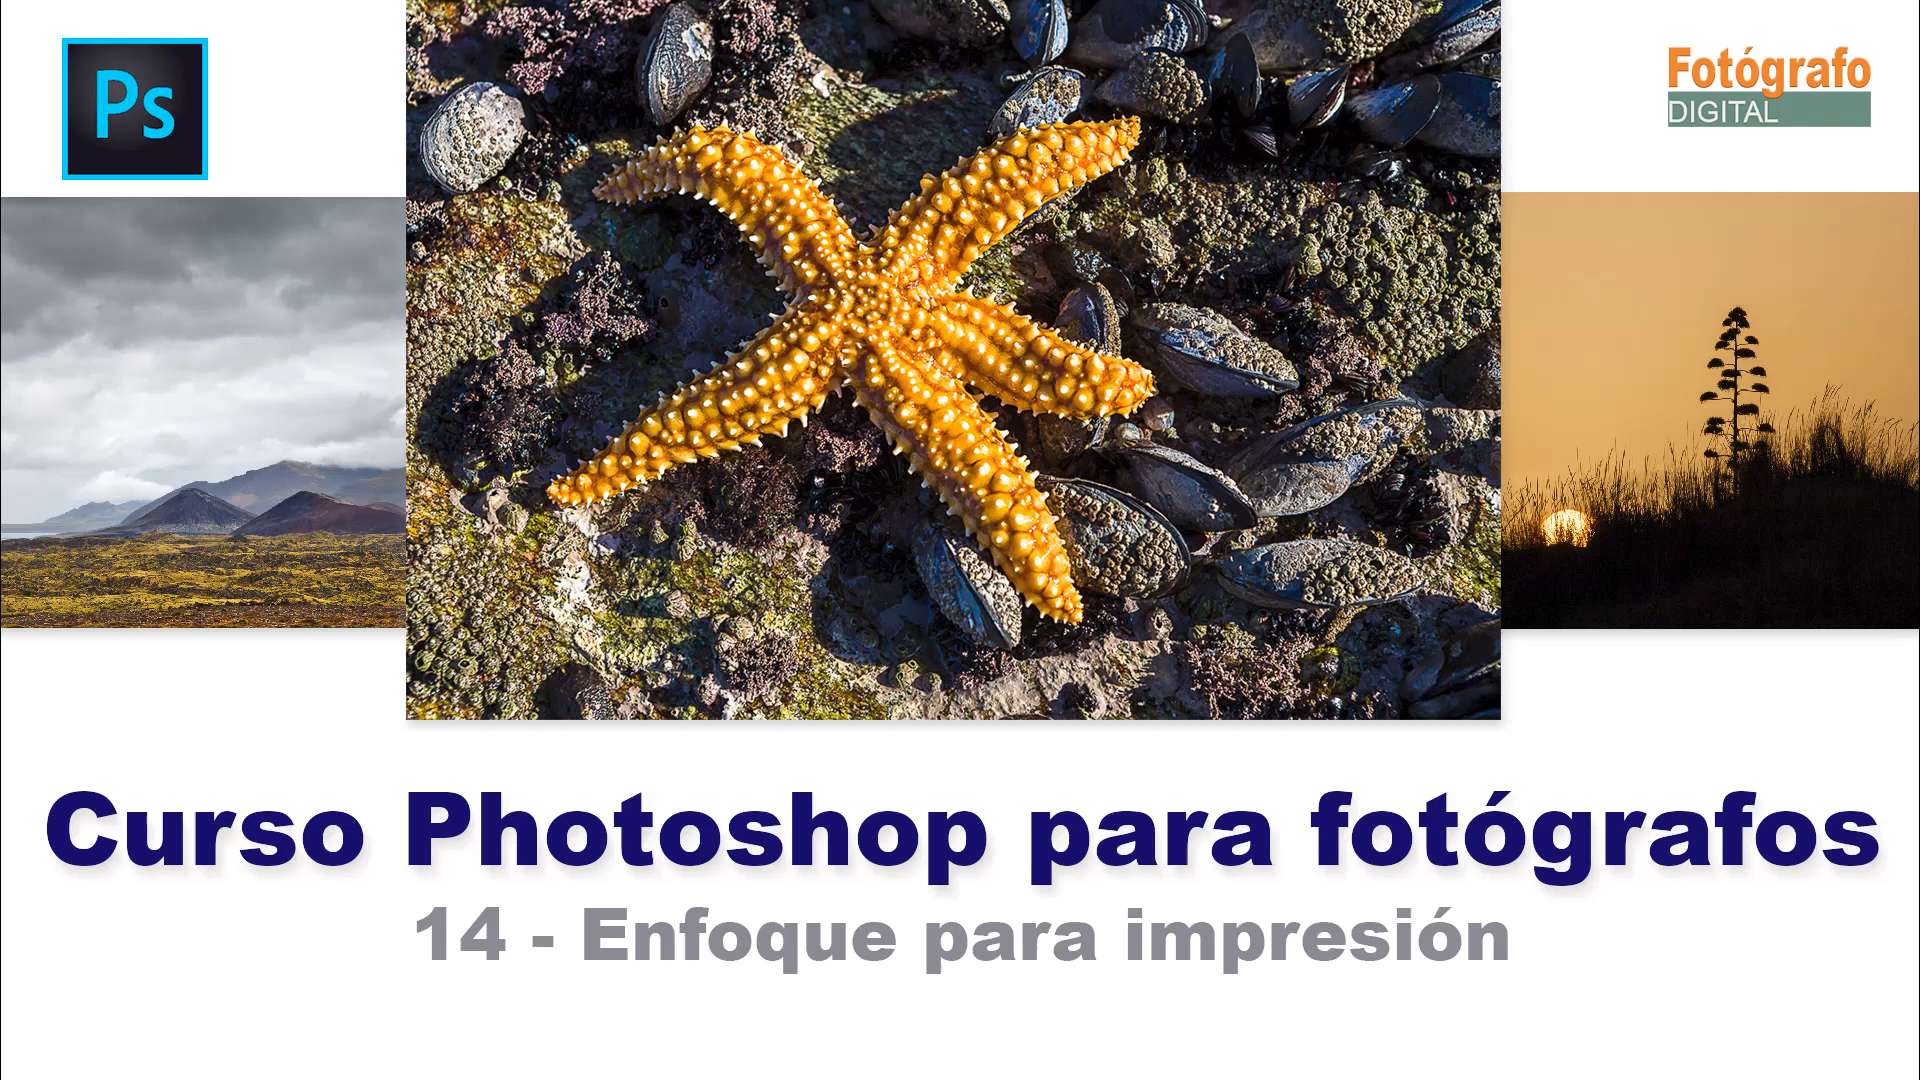 Ps
Fotógrafo
DIGITAL
Curso Photoshop para fotógrafos
14 - Enfoque para impresión